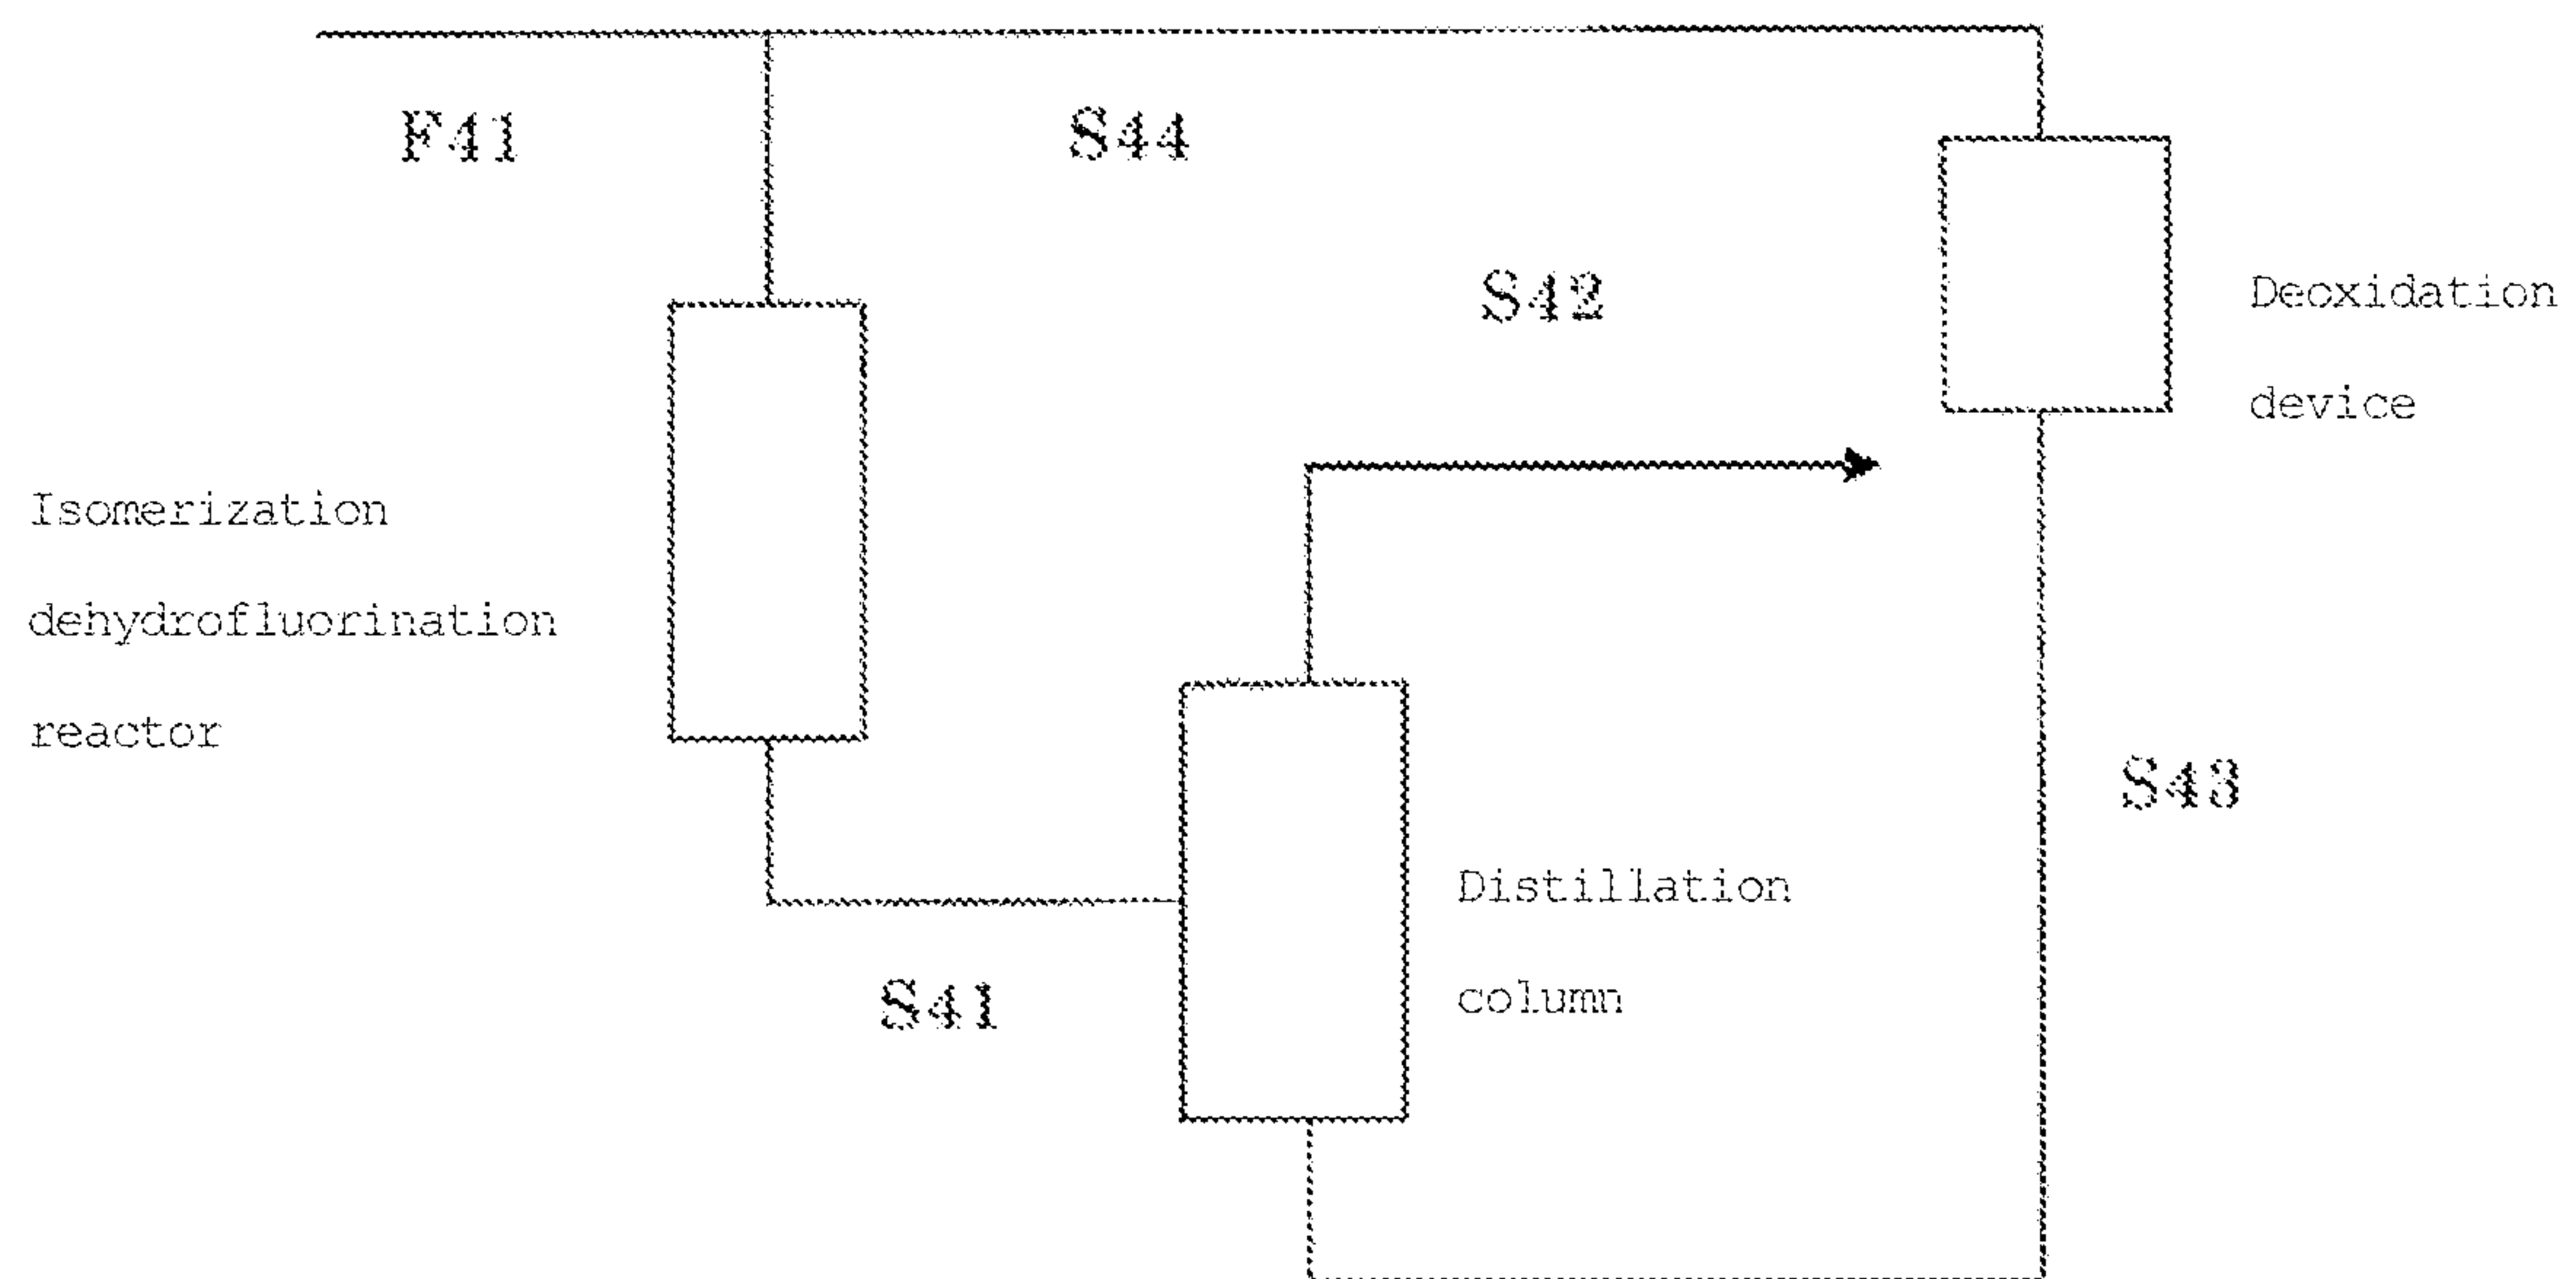 F41
S44
S42
Deoxidation
device
Isomerization
dehydrofluorination
reactor
S43
Distillation
column
S41